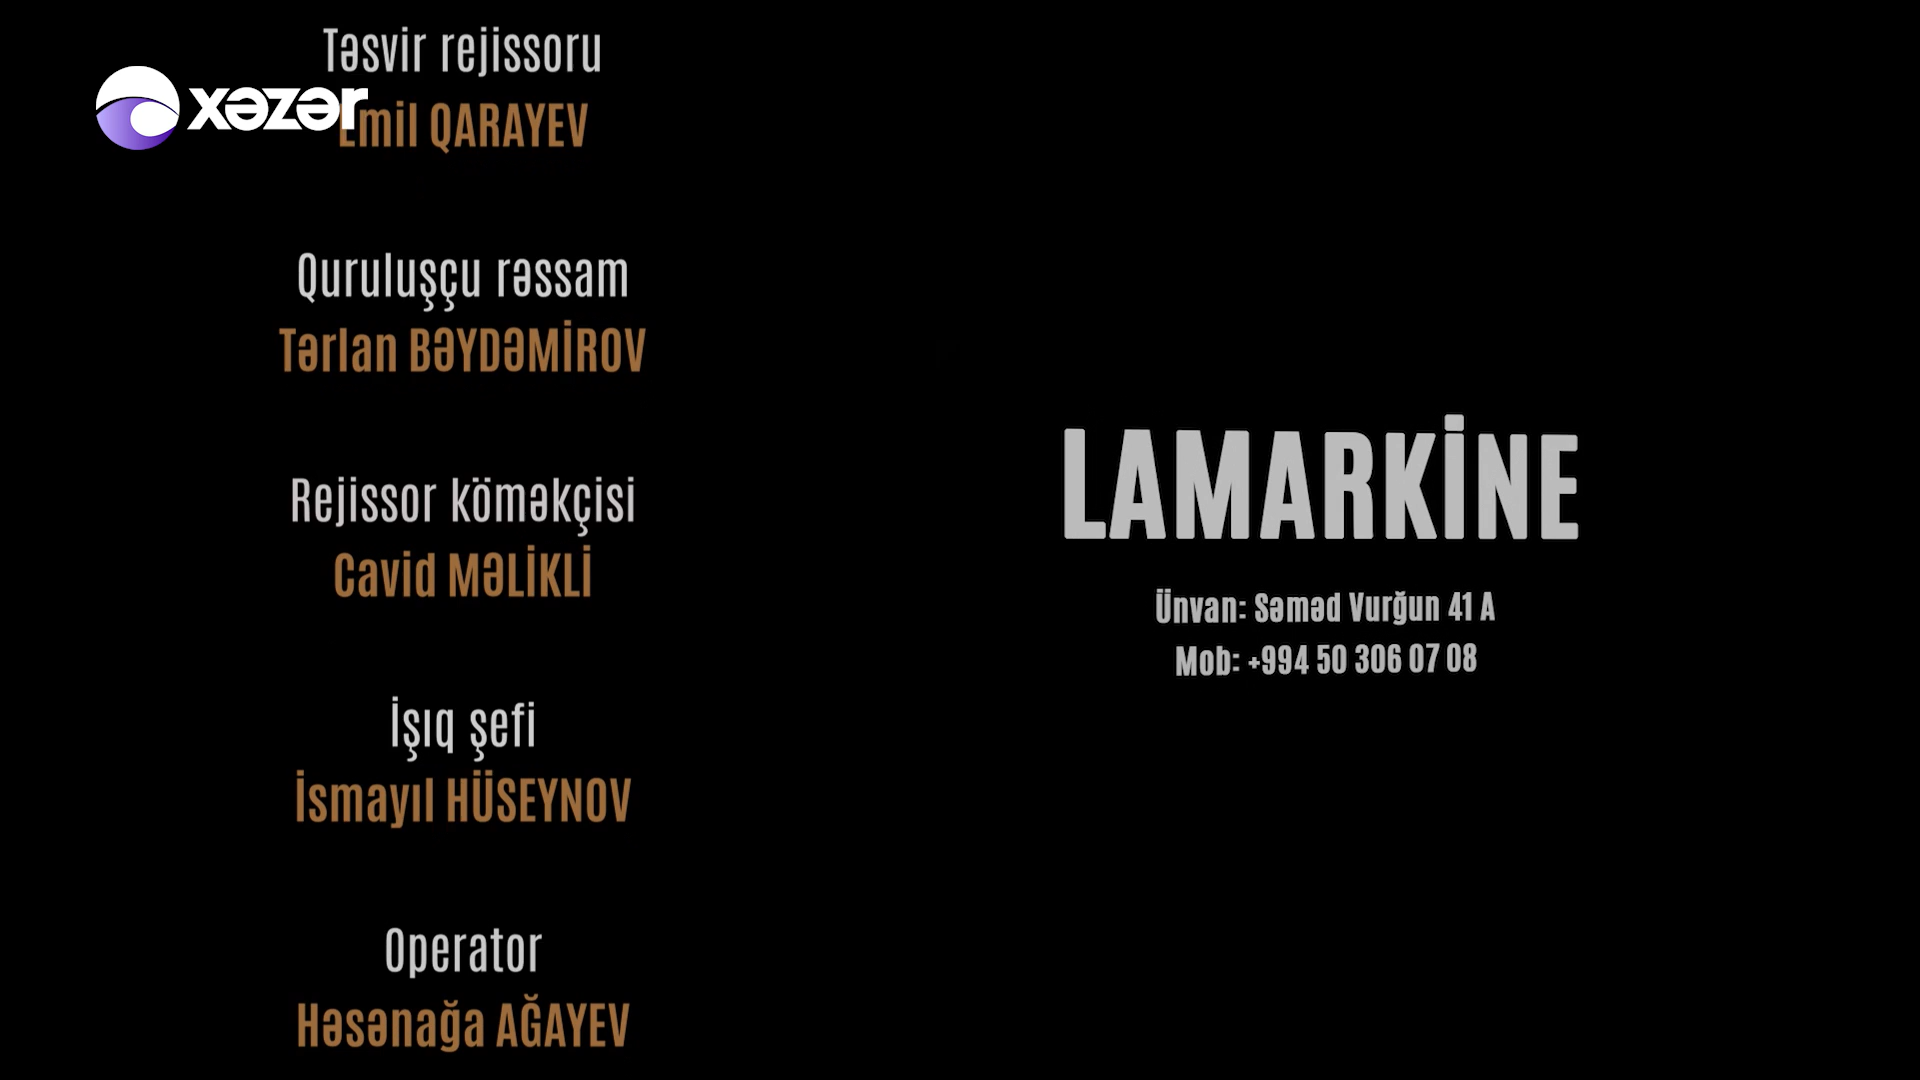 Təsvir rejissoru
xəzər
Emil QARAYEV
Quruluşçu rəssam
Tərlan BƏYDƏMİROV
Rejissor köməkçisi
Cavid MƏLİKLİ
İşıq şefi
İsmayıl HÜSEYNOV
Operator
Həsənağa AĞAYEV
LAMARKİNE
Ünvan: Səməd Vurğun 41 A
Mob: +994 50 306 07 08